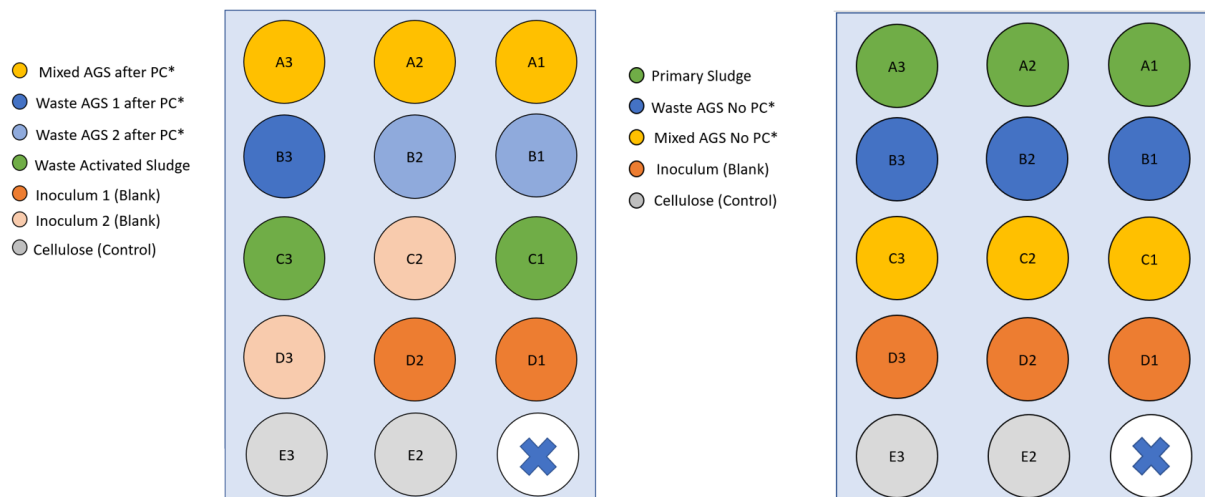 Mixed AGS after PC*
Waste AGS 1 after PC*
Waste AGS 2 after PC*
Waste Activated Sludge
Inoculum 1 (Blank)
Inoculum 2 (Blank)
Cellulose (Control)
A3 A2 A1
B3 B2 B1
C3 C2 C1
D3 D2 D1
E3 E2
Primary Sludge
Waste AGS No PC*
Mixed AGS No PC*
Inoculum (Blank)
Cellulose (Control)
A3 A2 A1
B3 B2 B1
C3 C2 C1
D3 D2 D1
E3 E2